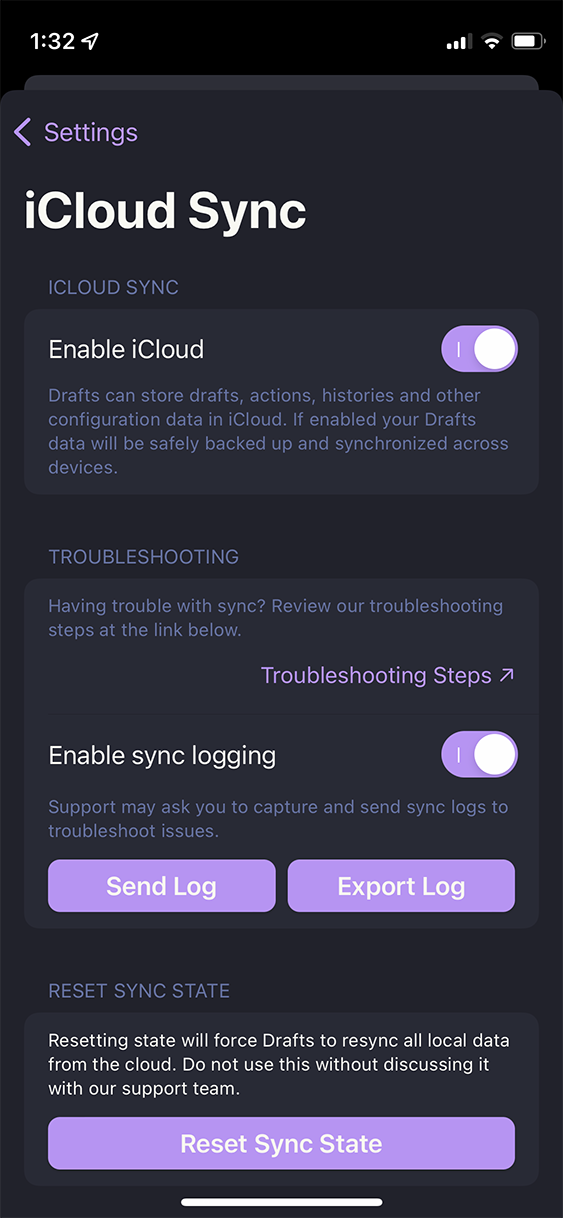 1:32
Settings
iCloud Sync
ICLOUD SYNC
Enable iCloud
Drafts can store drafts, actions, histories and other
configuration data in iCloud. If enabled your Drafts
data will be safely backed up and synchronized across
devices.
TROUBLESHOOTING
Having trouble with sync? Review our troubleshooting
steps at the link below.
Troubleshooting Steps
Enable sync logging
Support may ask you to capture and send sync logs to
troubleshoot issues.
Send Log
Export Log
RESET SYNC STATE
Resetting state will force Drafts to resync all local data
from the cloud. Do not use this without discussing it
with our support team.
Reset Sync State